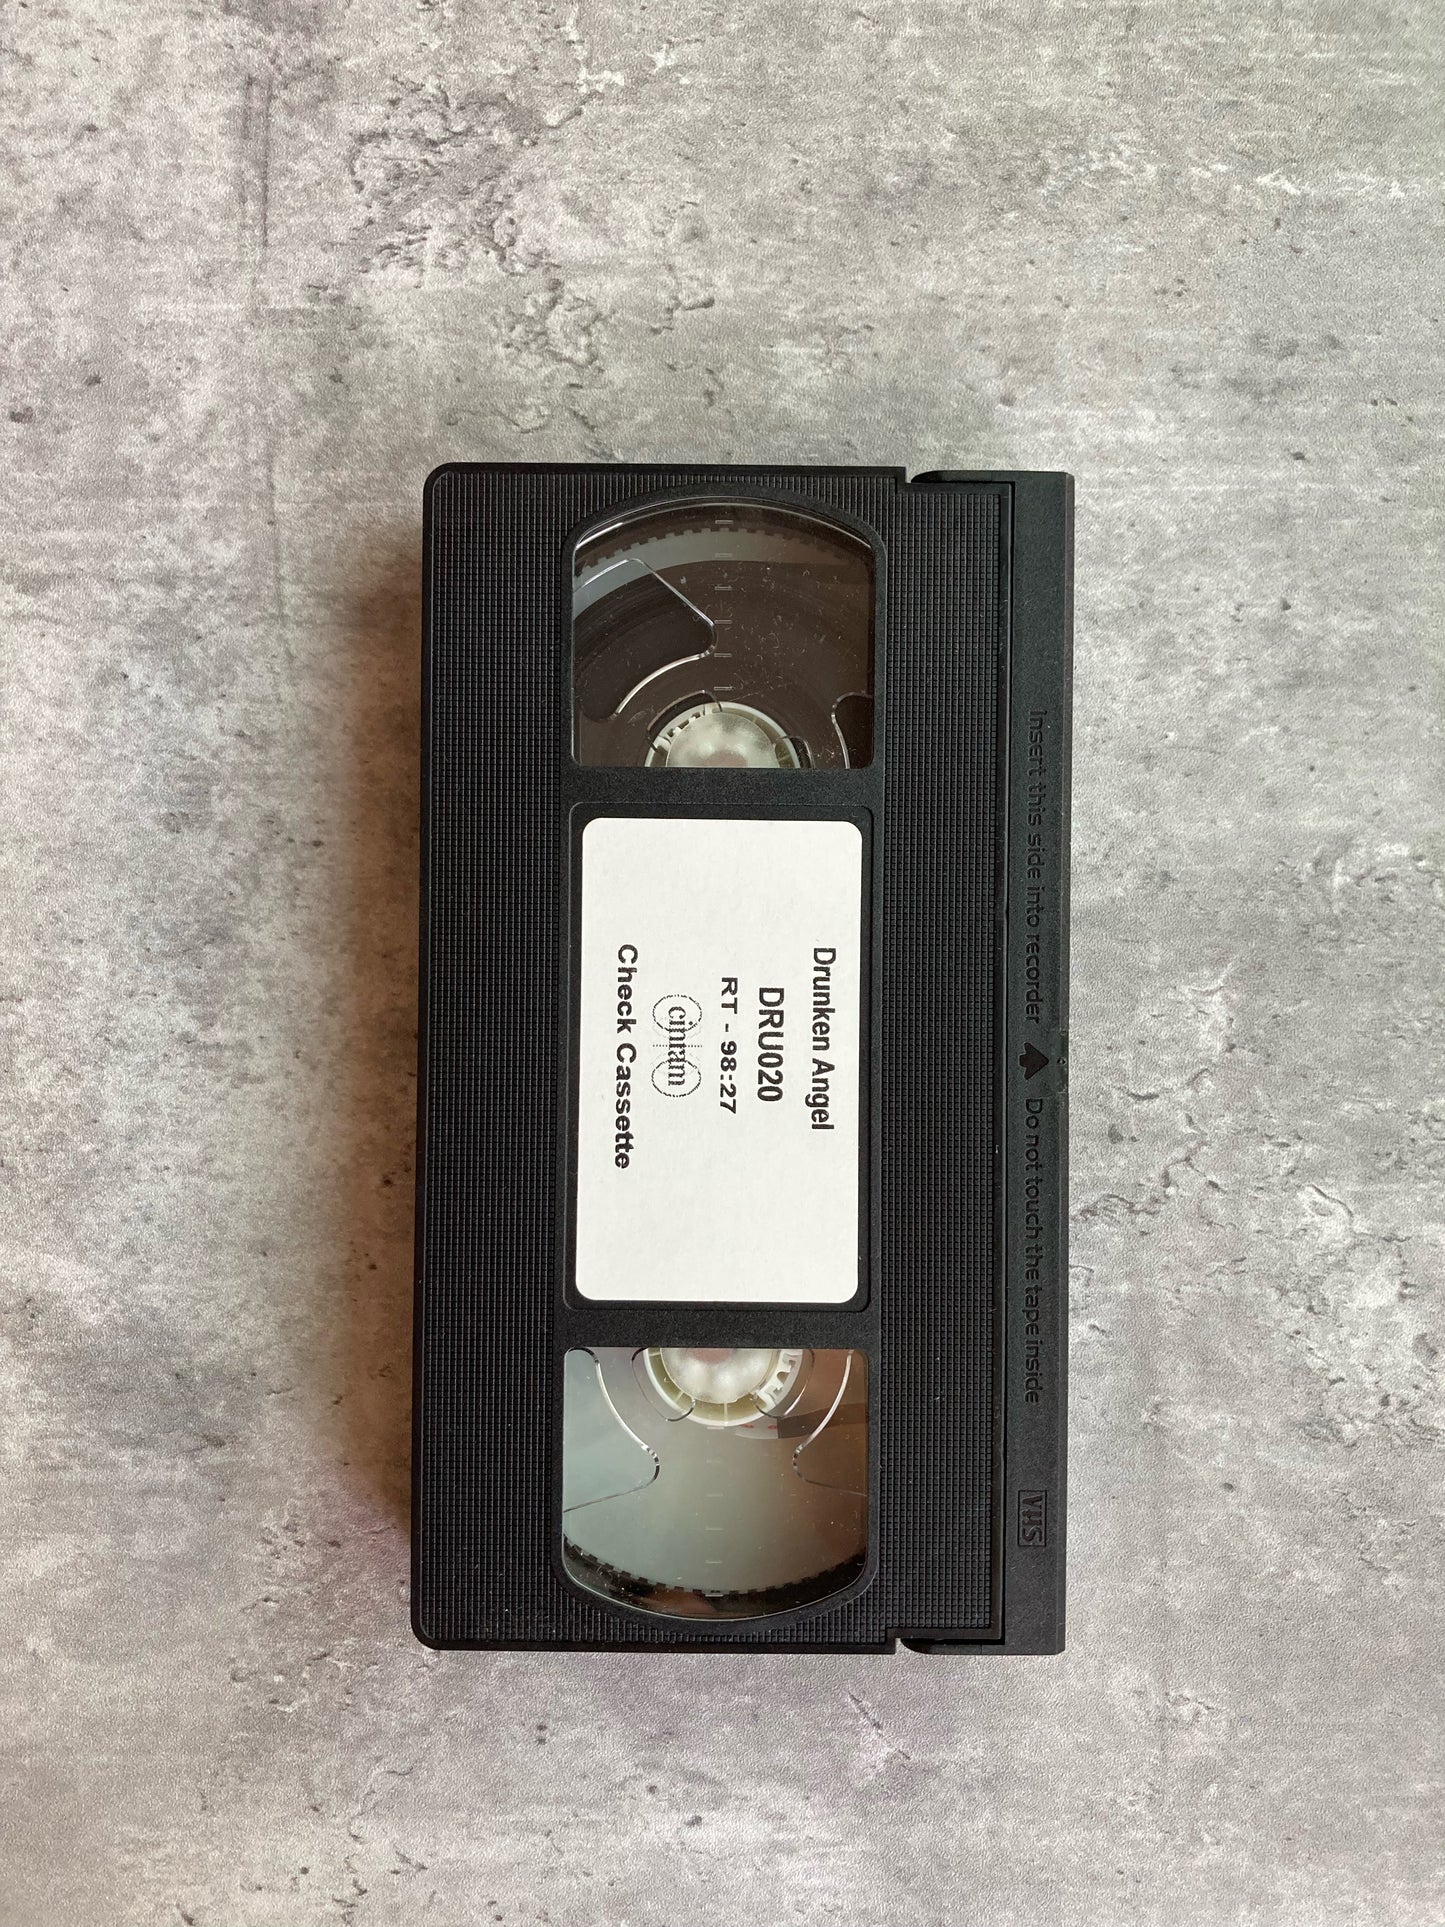 Drunken Angel
DRU020
RT - 98:27
cinram
Check Cassette
Insert this side into recorder Do not touch the tape inside
VHS